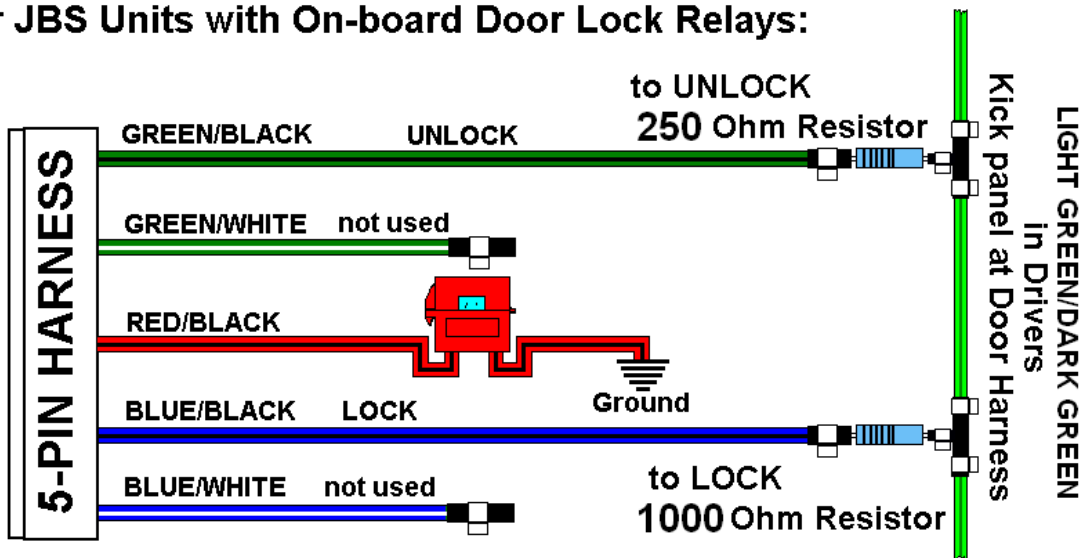 JBS Units with On-board Door Lock Relays:
to UNLOCK
250 Ohm Resistor
GREEN/BLACK UNLOCK
GREEN/WHITE not used
RED/BLACK
Ground
BLUE/BLACK LOCK
BLUE/WHITE not used
to LOCK
1000 Ohm Resistor
5-PIN HARNESS
LIGHT GREEN/DARK GREEN
in Drivers
Kick panel at Door Harness